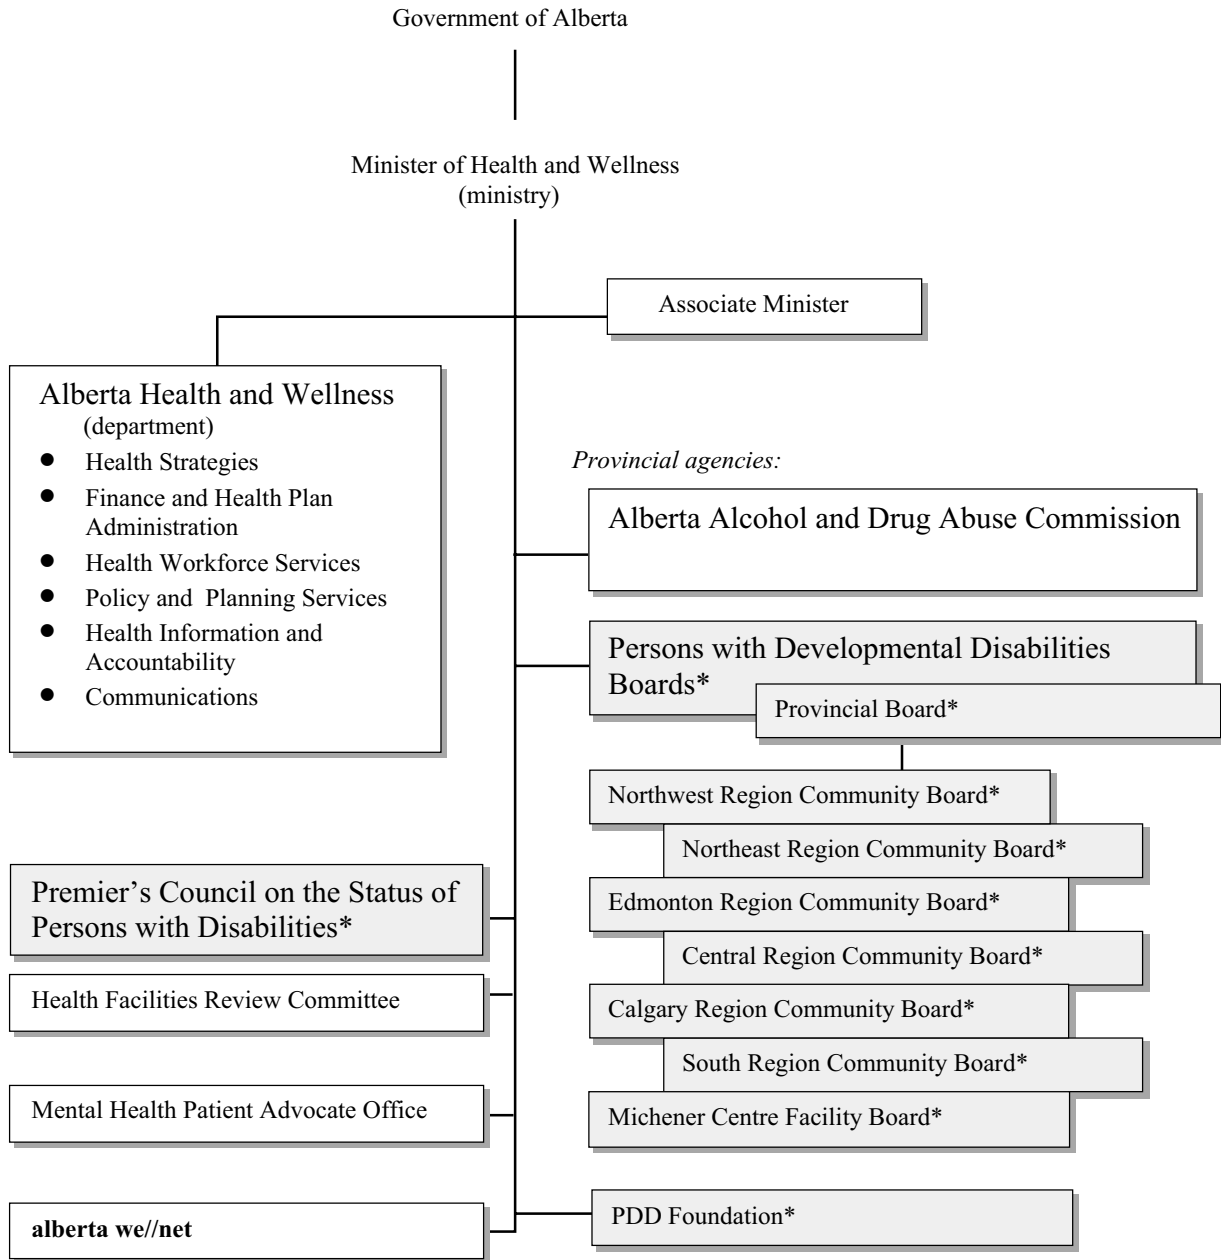 Government of Alberta
Minister of Health and Wellness
(ministry)
Associate Minister
Alberta Health and Wellness
(department)
● Health Strategies
● Finance and Health Plan
Administration
● Health Workforce Services
● Policy and  Planning Services
● Health Information and
Accountability
● Communications
Provincial agencies:
Alberta Alcohol and Drug Abuse Commission
Persons with Developmental Disabilities
Boards*
Provincial Board*
Northwest Region Community Board*
Northeast Region Community Board*
Edmonton Region Community Board*
Central Region Community Board*
Calgary Region Community Board*
South Region Community Board*
Michener Centre Facility Board*
PDD Foundation*
Premier’s Council on the Status of
Persons with Disabilities*
Health Facilities Review Committee
Mental Health Patient Advocate Office
alberta we//net